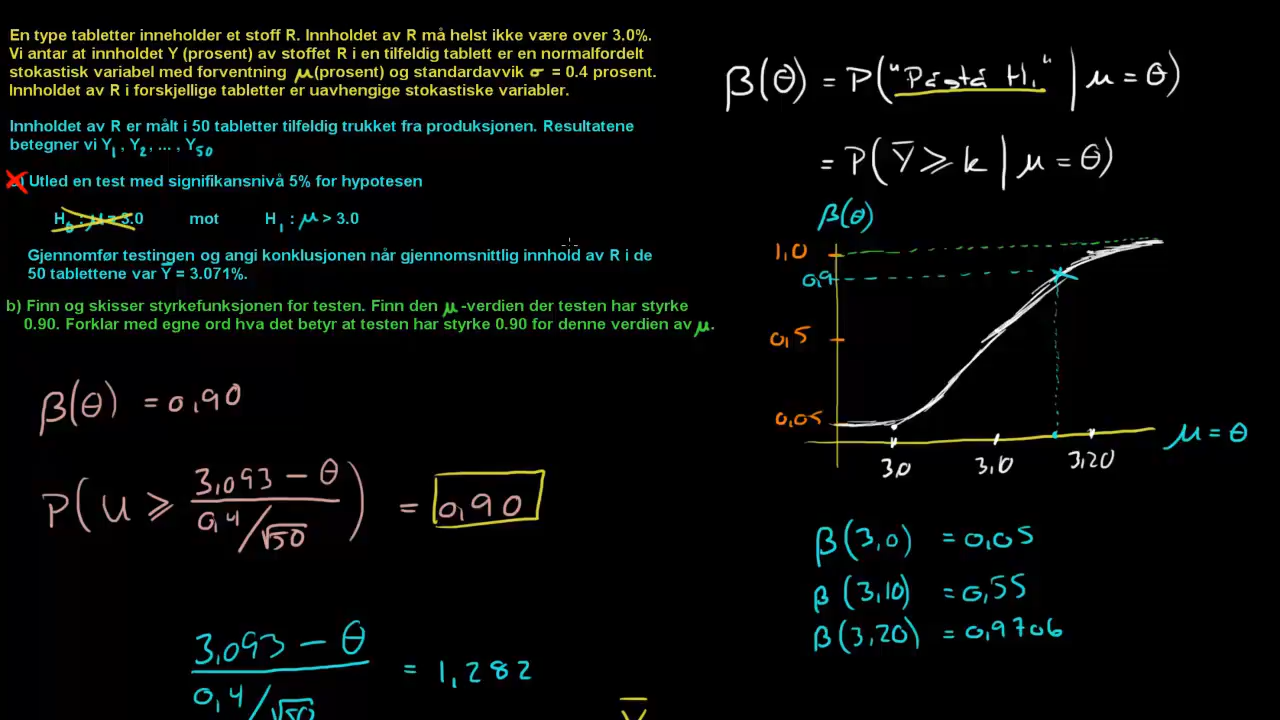 En type tabletter inneholder et stoff R. Innholdet av R må helst ikke være over 3.0%.
Vi antar at innholdet Y (prosent) av stoffet R i en tilfeldig tablett er en normalfordelt
stokastisk variabel med forventning μ (prosent) og standardavvik σ = 0.4 prosent.
Innholdet av R i forskjellige tabletter er uavhengige stokastiske variabler.
Innholdet av R er målt i 50 tabletter tilfeldig trukket fra produksjonen. Resultatene
betegner vi Y₁ , Y₂ , ... , Y₅₀
a) Utled en test med signifikansnivå 5% for hypotesen
H₀ : μ = 3.0 mot H₁ : μ > 3.0
Gjennomfør testingen og angi konklusjonen når gjennomsnittlig innhold av R i de
50 tablettene var Y̅ = 3.071%.
b) Finn og skisser styrkefunksjonen for testen. Finn den μ -verdien der testen har styrke
0.90. Forklar med egne ord hva det betyr at testen har styrke 0.90 for denne verdien av μ.
β(θ) = 0,90
P(U ≥ (3,093 − θ)/(0,4/√50)) = 0,90
(3,093 − θ)/(0,4/√50) = 1,282
Y̅
β(θ) = P("Påstå H₁" | μ = θ)
= P(Y̅ ≥ k | μ = θ)
β(θ)
1,0
0,9
0,5
0,05
3,0 3,10 3,20
μ = θ
β(3,0) = 0,05
β(3,10) = 0,55
β(3,20) = 0,9706